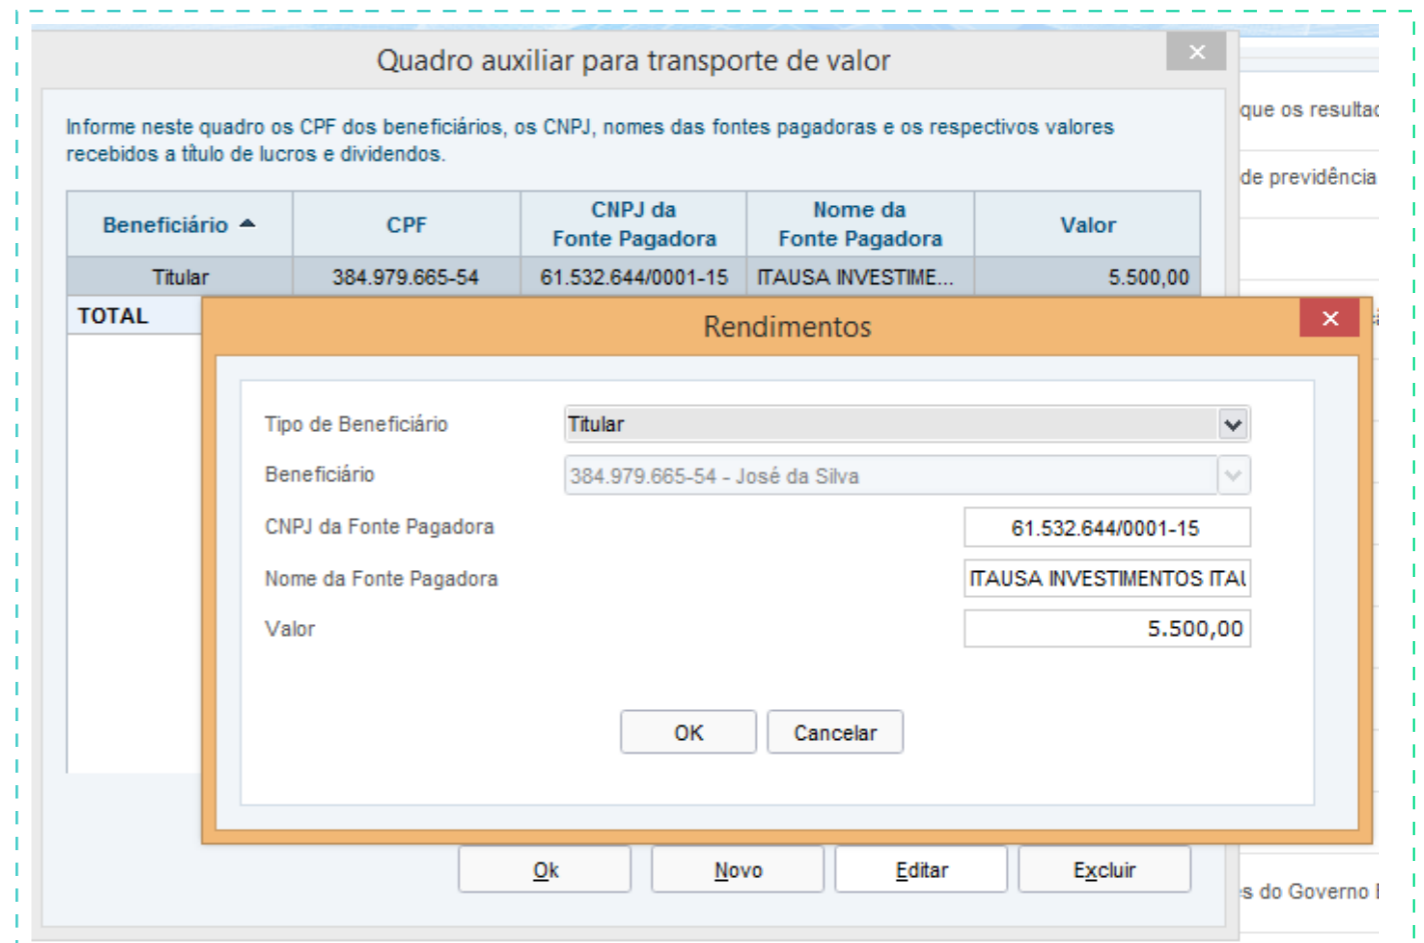 Quadro auxiliar para transporte de valor
Informe neste quadro os CPF dos beneficiários, os CNPJ, nomes das fontes pagadoras e os respectivos valores
recebidos a título de lucros e dividendos.
que os resultad
de previdência
Beneficiário CPF CNPJ da Fonte Pagadora Nome da Fonte Pagadora Valor
Titular 384.979.665-54 61.532.644/0001-15 ITAUSA INVESTIME... 5.500,00
TOTAL
Rendimentos
Tipo de Beneficiário Titular
Beneficiário 384.979.665-54 - José da Silva
CNPJ da Fonte Pagadora 61.532.644/0001-15
Nome da Fonte Pagadora ITAUSA INVESTIMENTOS ITAU
Valor 5.500,00
OK Cancelar
Ok Novo Editar Excluir
s do Governo